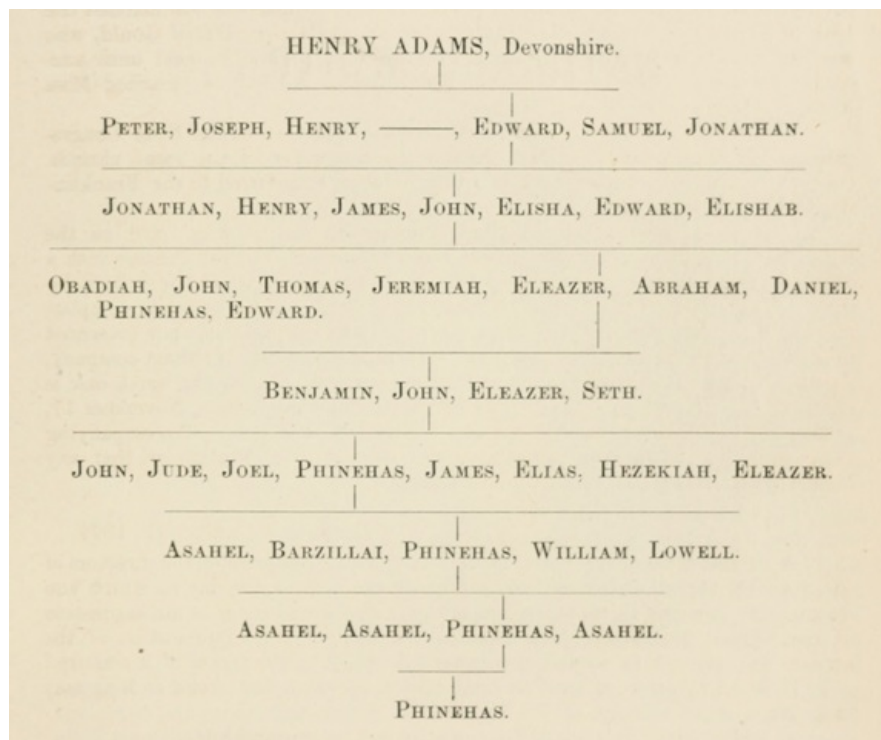 HENRY ADAMS, Devonshire.
PETER, JOSEPH, HENRY, ———, EDWARD, SAMUEL, JONATHAN.
JONATHAN, HENRY, JAMES, JOHN, ELISHA, EDWARD, ELISHAB.
OBADIAH, JOHN, THOMAS, JEREMIAH, ELEAZER, ABRAHAM, DANIEL,
PHINEHAS, EDWARD.
BENJAMIN, JOHN, ELEAZER, SETH.
JOHN, JUDE, JOEL, PHINEHAS, JAMES, ELIAS, HEZEKIAH, ELEAZER.
ASAHEL, BARZILLAI, PHINEHAS, WILLIAM, LOWELL.
ASAHEL, ASAHEL, PHINEHAS, ASAHEL.
PHINEHAS.